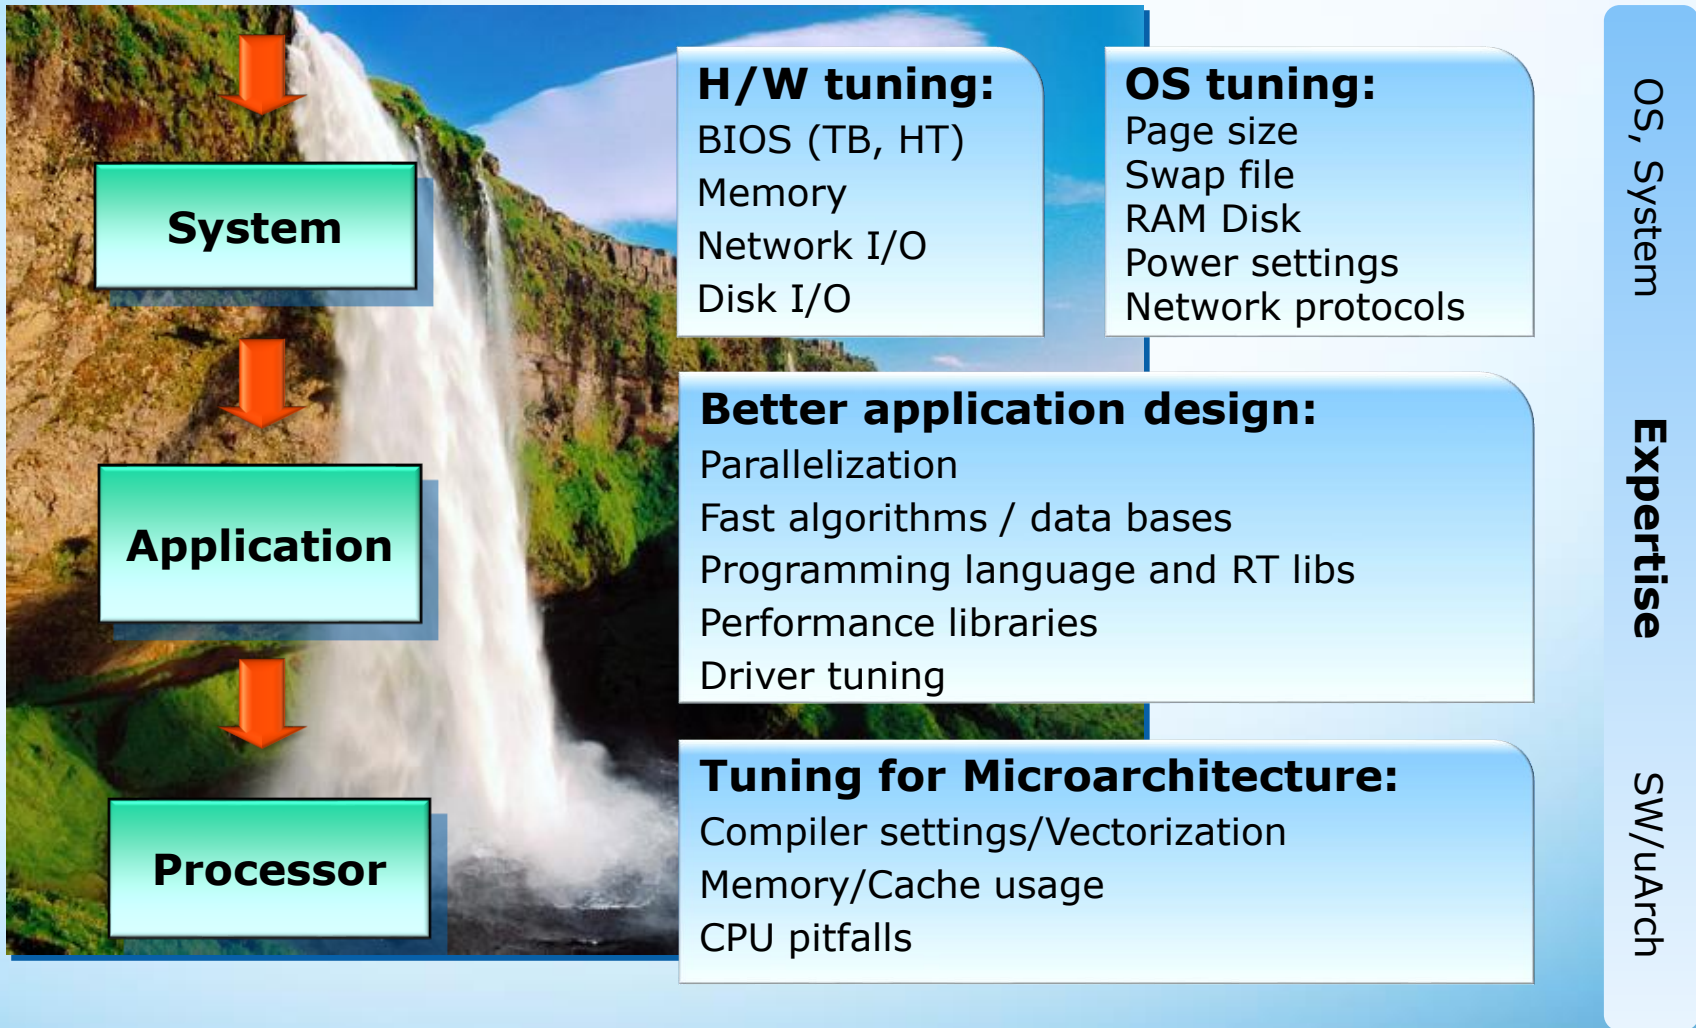 System
H/W tuning:
BIOS (TB, HT)
Memory
Network I/O
Disk I/O
OS tuning:
Page size
Swap file
RAM Disk
Power settings
Network protocols
Application
Better application design:
Parallelization
Fast algorithms / data bases
Programming language and RT libs
Performance libraries
Driver tuning
Processor
Tuning for Microarchitecture:
Compiler settings/Vectorization
Memory/Cache usage
CPU pitfalls
OS, System
Expertise
SW/uArch